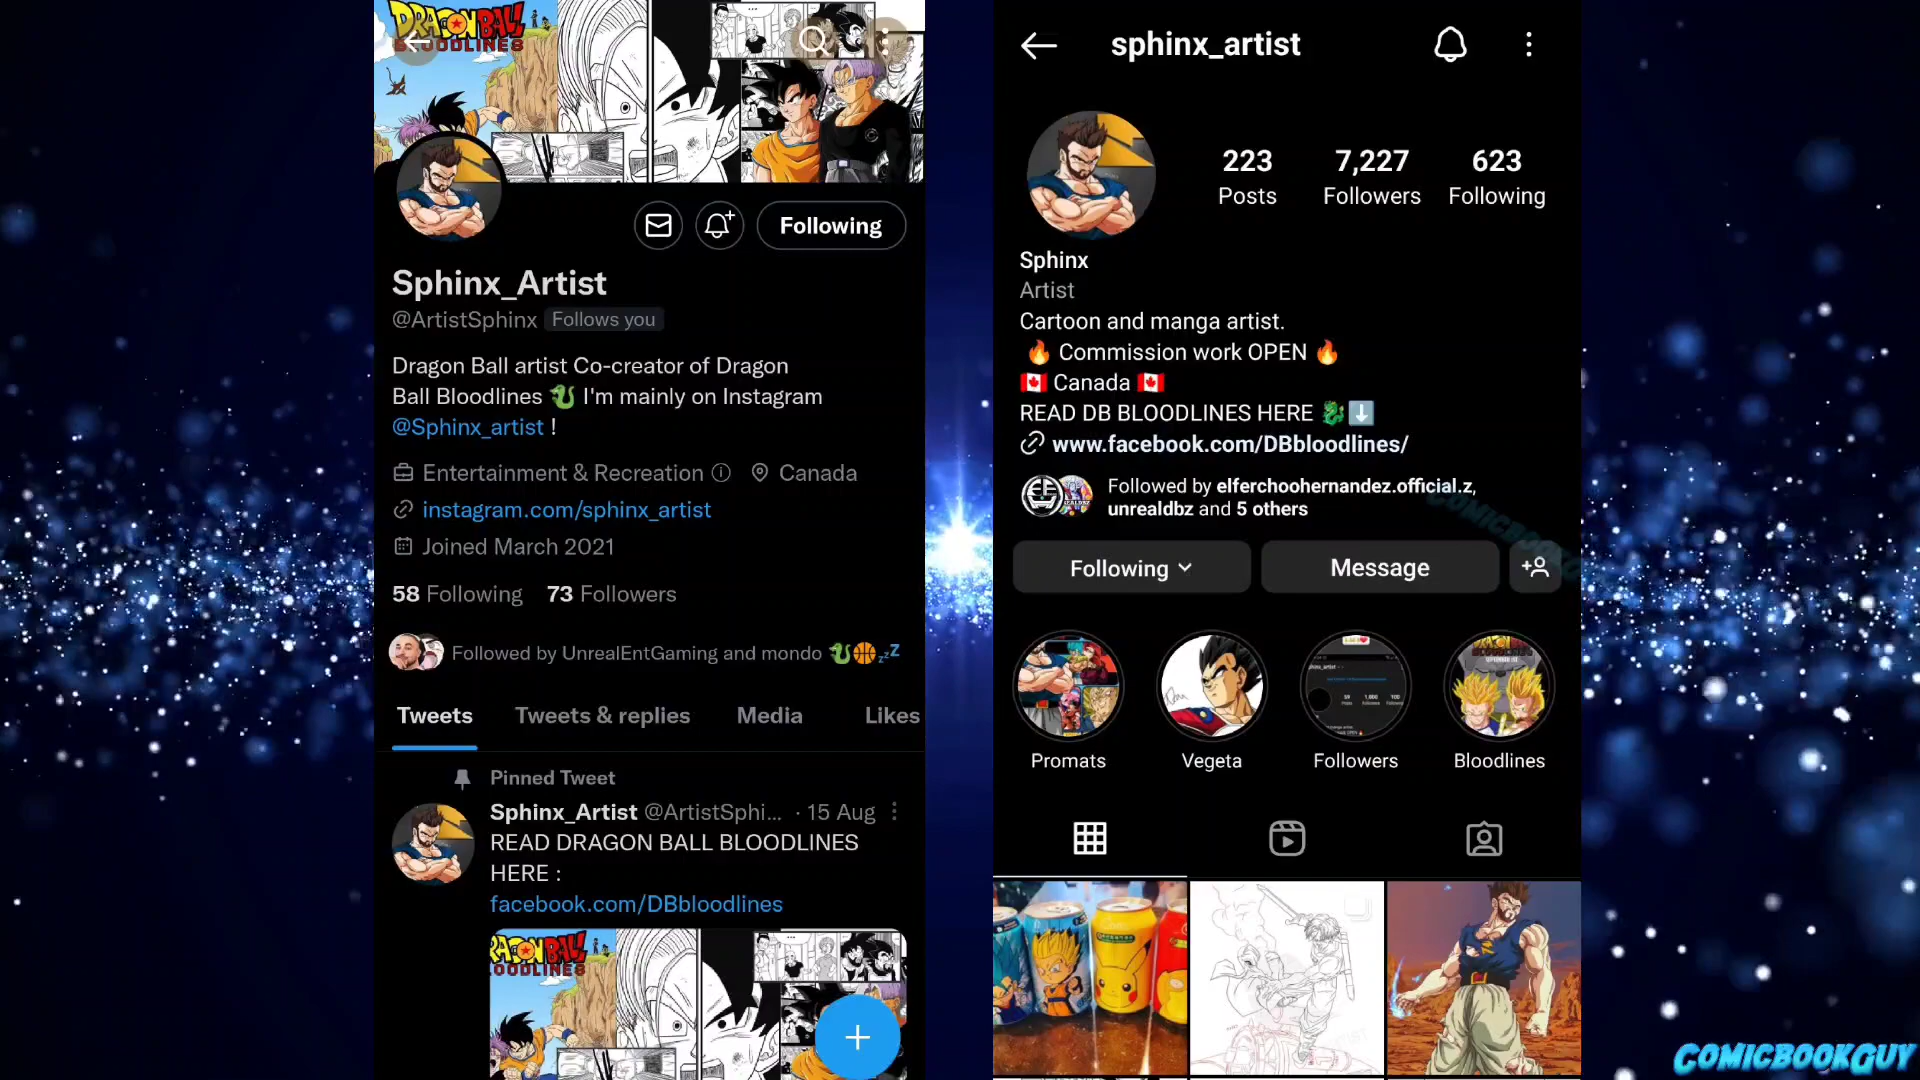 DRAGON BALL
BLOODLINES
Following
Sphinx_Artist
@ArtistSphinx Follows you
Dragon Ball artist Co-creator of Dragon
Ball Bloodlines 🐉 I'm mainly on Instagram
@Sphinx_artist !
Entertainment & Recreation ⓘ Canada
instagram.com/sphinx_artist
Joined March 2021
58 Following 73 Followers
Followed by UnrealEntGaming and mondo 🐉🏀💤
Tweets Tweets & replies Media Likes
Pinned Tweet
Sphinx_Artist @ArtistSphi... · 15 Aug
READ DRAGON BALL BLOODLINES
HERE :
facebook.com/DBbloodlines
sphinx_artist
223 7,227 623
Posts Followers Following
Sphinx
Artist
Cartoon and manga artist.
🔥 Commission work OPEN 🔥
🇨🇦 Canada 🇨🇦
READ DB BLOODLINES HERE 🐉⬇️
www.facebook.com/DBbloodlines/
Followed by elferchoohernandez.official.z,
unrealdbz and 5 others
Following Message
Promats Vegeta Followers Bloodlines
COMICBOOKGUY